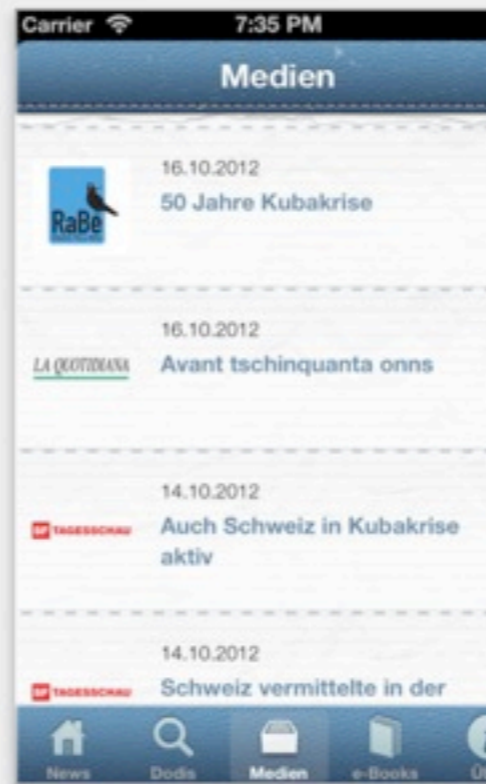 Carrier 7:35 PM
Medien
16.10.2012
50 Jahre Kubakrise
RaBe
16.10.2012
LA QUOTIDIANA
Avant tschinquanta onns
14.10.2012
SF TAGESSCHAU
Auch Schweiz in Kubakrise
aktiv
14.10.2012
SF TAGESSCHAU
Schweiz vermittelte in der
News Dodis Medien e-Books